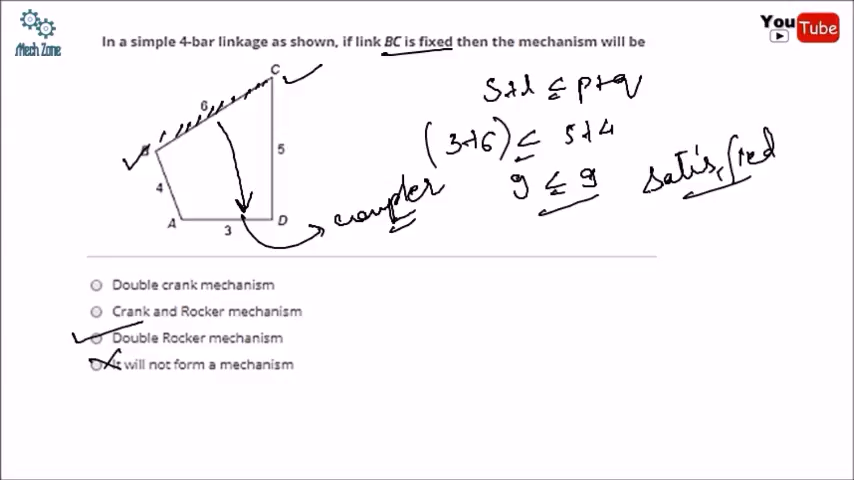 Mech Zone
You Tube
In a simple 4-bar linkage as shown, if link BC is fixed then the mechanism will be
C
6
S+l ≤ p+q
B
5
(3+6) ≤ 5+4
4
9 ≤ 9 satisfied
A
D
3
coupler
Double crank mechanism
Crank and Rocker mechanism
Double Rocker mechanism
It will not form a mechanism